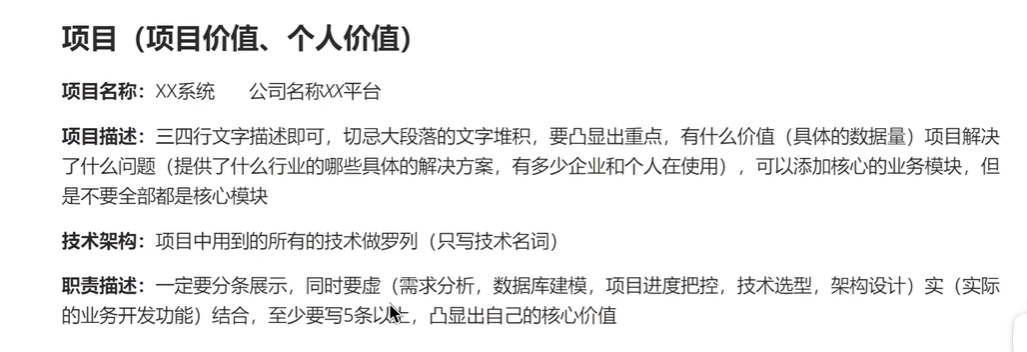 项目（项目价值、个人价值）
项目名称：XX系统 公司名称XX平台
项目描述：三四行文字描述即可，切忌大段落的文字堆积，要凸显出重点，有什么价值（具体的数据量）项目解决
了什么问题（提供了什么行业的哪些具体的解决方案，有多少企业和个人在使用），可以添加核心的业务模块，但
是不要全部都是核心模块
技术架构：项目中用到的所有的技术做罗列（只写技术名词）
职责描述：一定要分条展示，同时要虚（需求分析，数据库建模，项目进度把控，技术选型，架构设计）实（实际
的业务开发功能）结合，至少要写5条以上，凸显出自己的核心价值